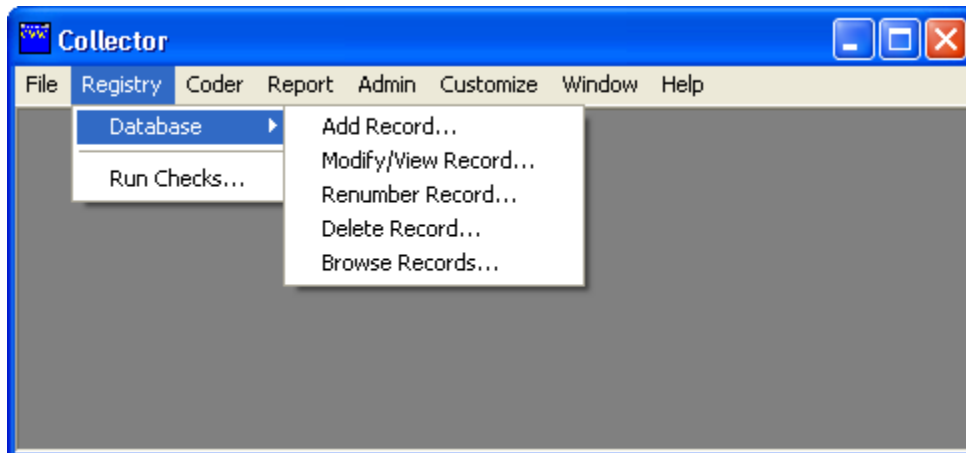 Collector
File Registry Coder Report Admin Customize Window Help
Database
Run Checks...
Add Record...
Modify/View Record...
Renumber Record...
Delete Record...
Browse Records...